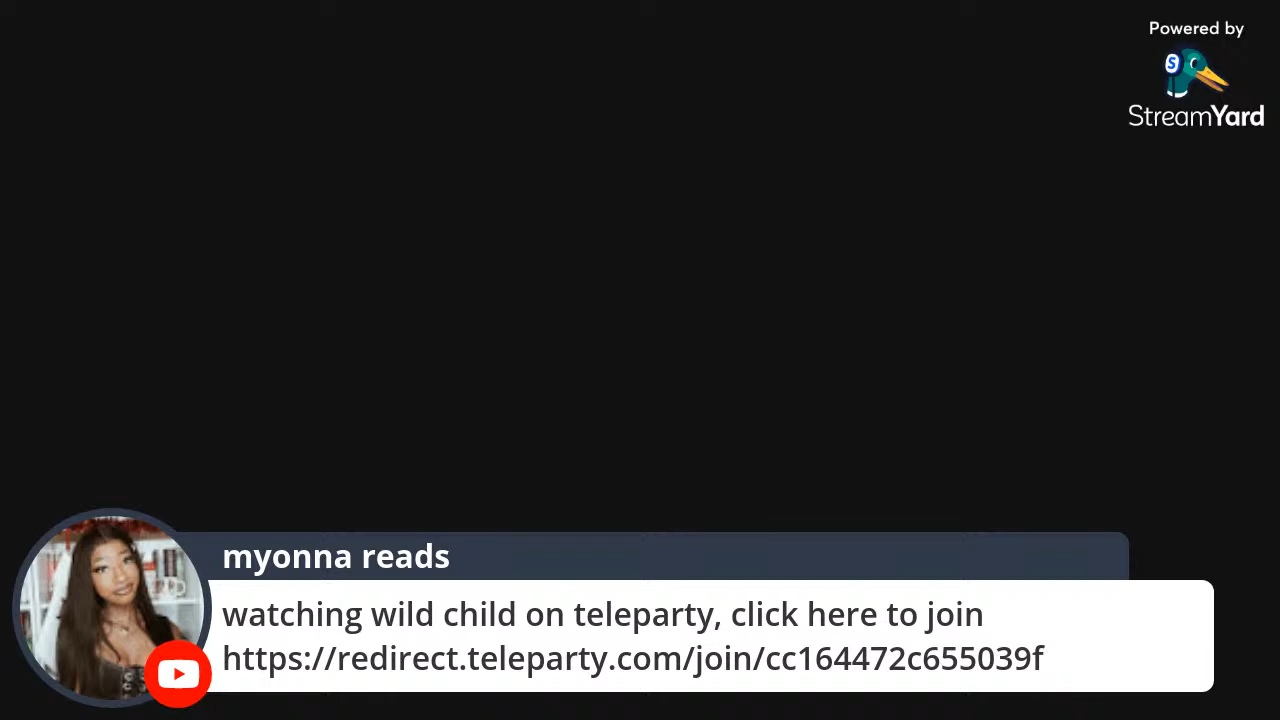 Powered by
S
StreamYard
myonna reads
watching wild child on teleparty, click here to join
https://redirect.teleparty.com/join/cc164472c655039f